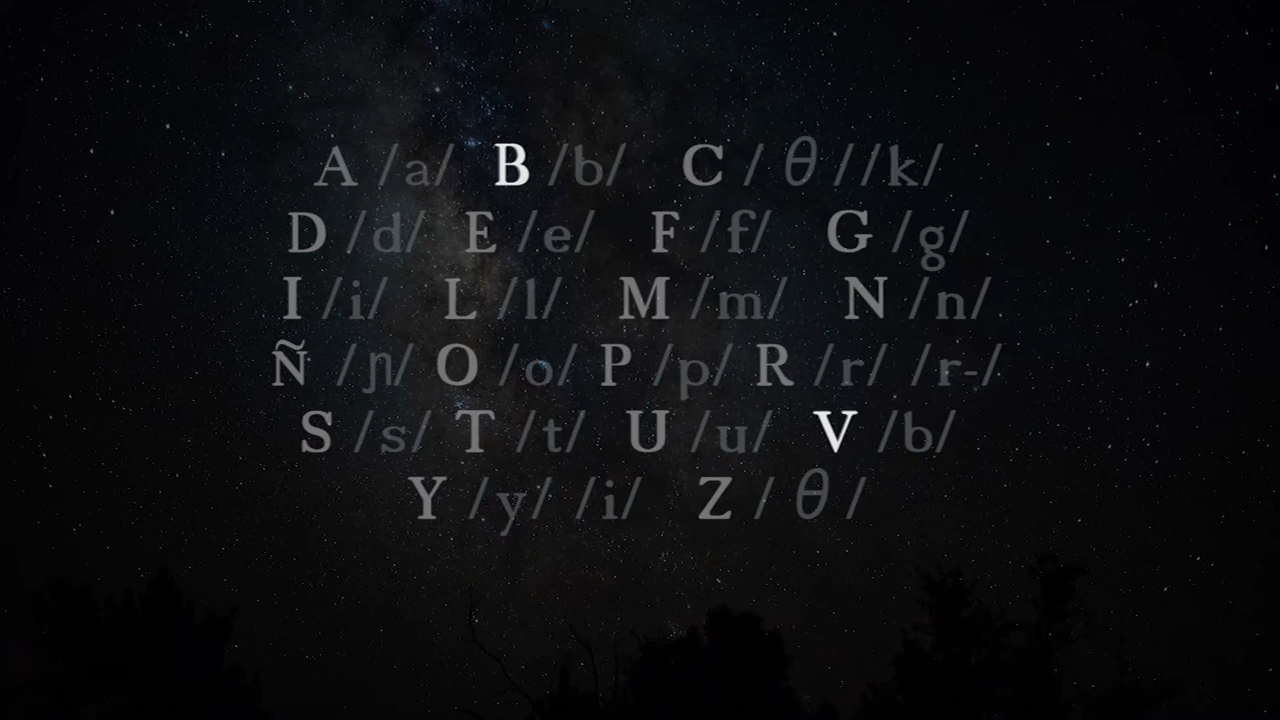 A /a/ B /b/ C /θ//k/
D /d/ E /e/ F /f/ G /g/
I /i/ L /l/ M /m/ N /n/
Ñ /ɲ/ O /o/ P /p/ R /r/ /r-/
S /s/ T /t/ U /u/ V /b/
Y /y/ /i/ Z /θ/